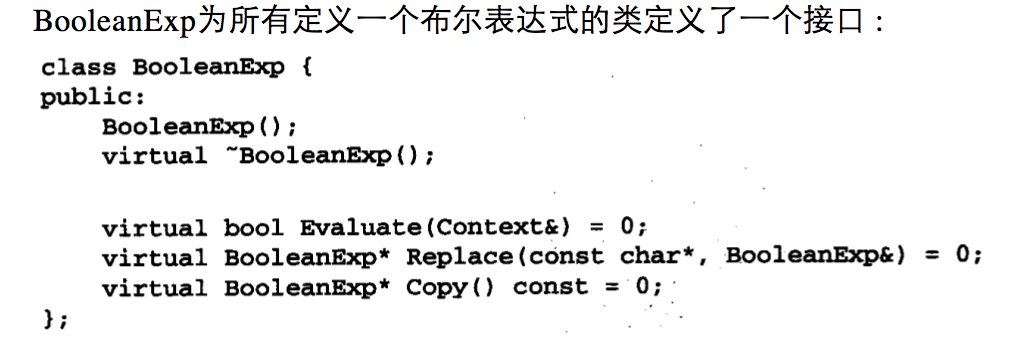 BooleanExp为所有定义一个布尔表达式的类定义了一个接口：
class BooleanExp {
public:
    BooleanExp();
    virtual ~BooleanExp();
    virtual bool Evaluate(Context&) = 0;
    virtual BooleanExp* Replace(const char*, BooleanExp&) = 0;
    virtual BooleanExp* Copy() const = 0;
};